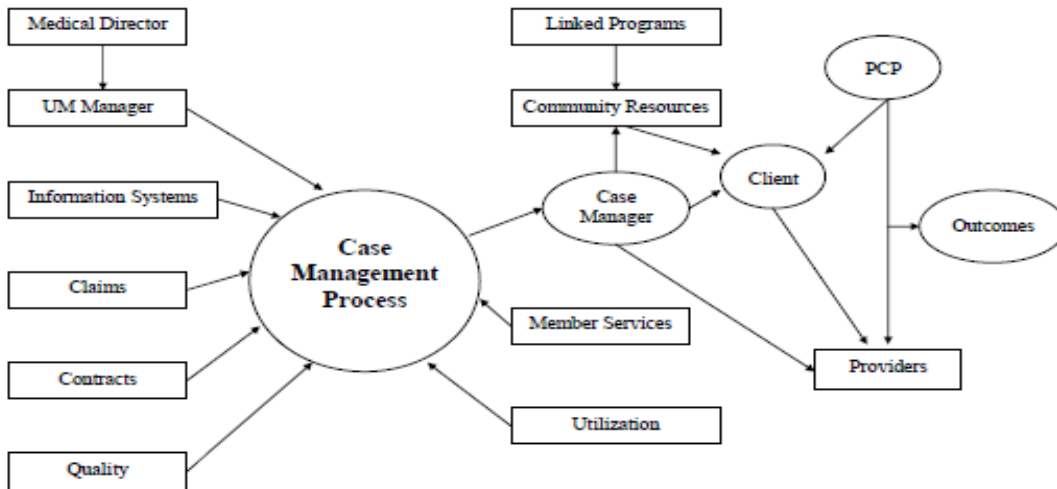 Medical Director
Linked Programs
PCP
UM Manager
Community Resources
Client
Information Systems
Case
Manager
Outcomes
Case
Management
Process
Claims
Member Services
Providers
Contracts
Utilization
Quality